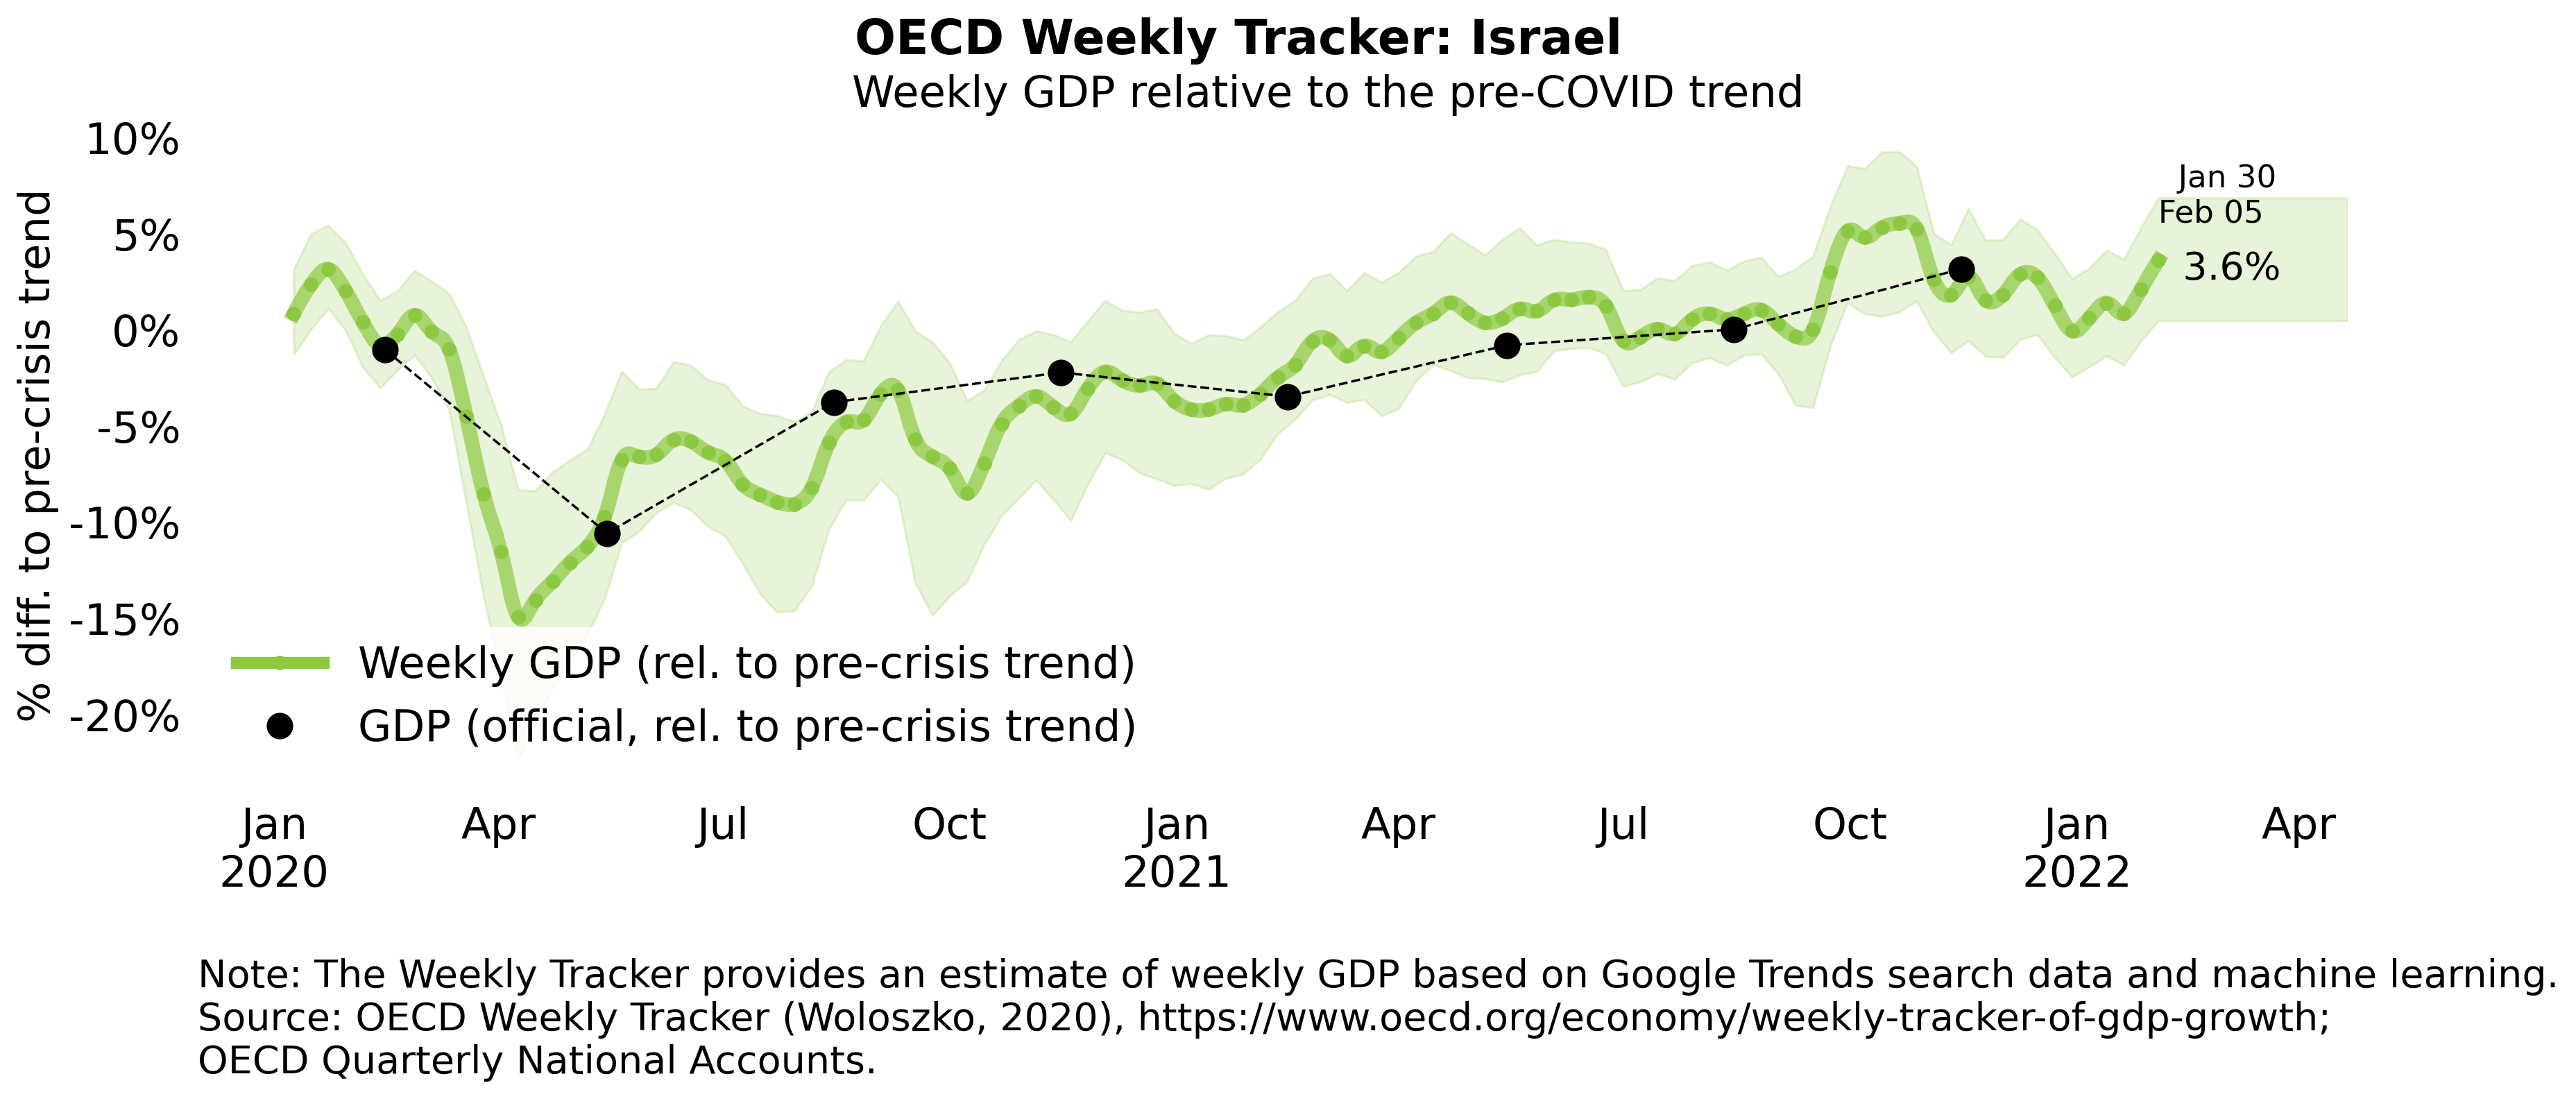 OECD Weekly Tracker: Israel
Weekly GDP relative to the pre-COVID trend
% diff. to pre-crisis trend
10%
5%
0%
-5%
-10%
-15%
-20%
Jan 30
Feb 05
3.6%
Weekly GDP (rel. to pre-crisis trend)
GDP (official, rel. to pre-crisis trend)
Jan Apr Jul Oct Jan Apr Jul Oct Jan Apr
2020 2021 2022
Note: The Weekly Tracker provides an estimate of weekly GDP based on Google Trends search data and machine learning.
Source: OECD Weekly Tracker (Woloszko, 2020), https://www.oecd.org/economy/weekly-tracker-of-gdp-growth;
OECD Quarterly National Accounts.